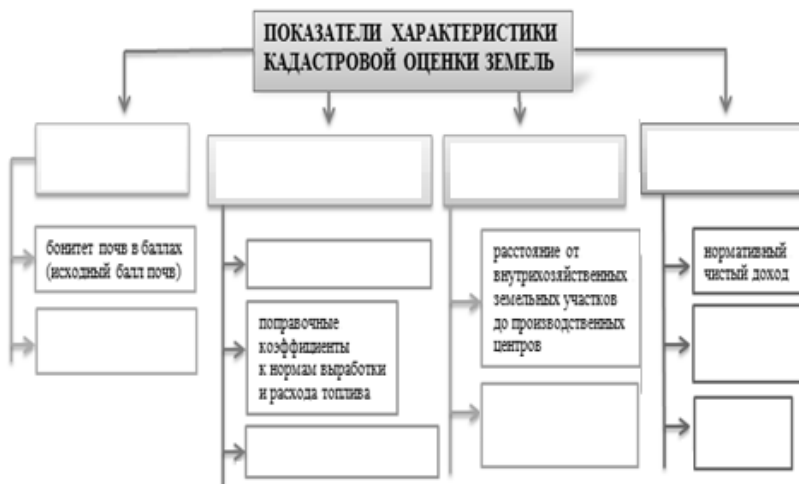 ПОКАЗАТЕЛИ ХАРАКТЕРИСТИКИ
КАДАСТРОВОЙ ОЦЕНКИ ЗЕМЕЛЬ
бонитет почв в баллах
(исходный балл почв)
поправочные
коэффициенты
к нормам выработки
и расхода топлива
расстояние от
внутрихозяйственных
земельных участков
до производственных
центров
нормативный
чистый доход